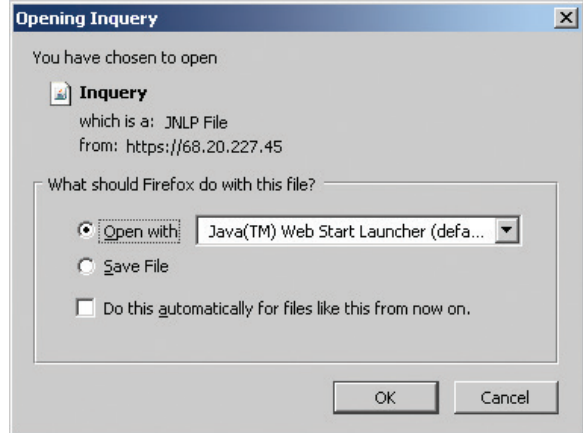 Opening Inquery
You have chosen to open
Inquery
which is a: JNLP File
from: https://68.20.227.45
What should Firefox do with this file?
Open with Java(TM) Web Start Launcher (defa...
Save File
Do this automatically for files like this from now on.
OK Cancel